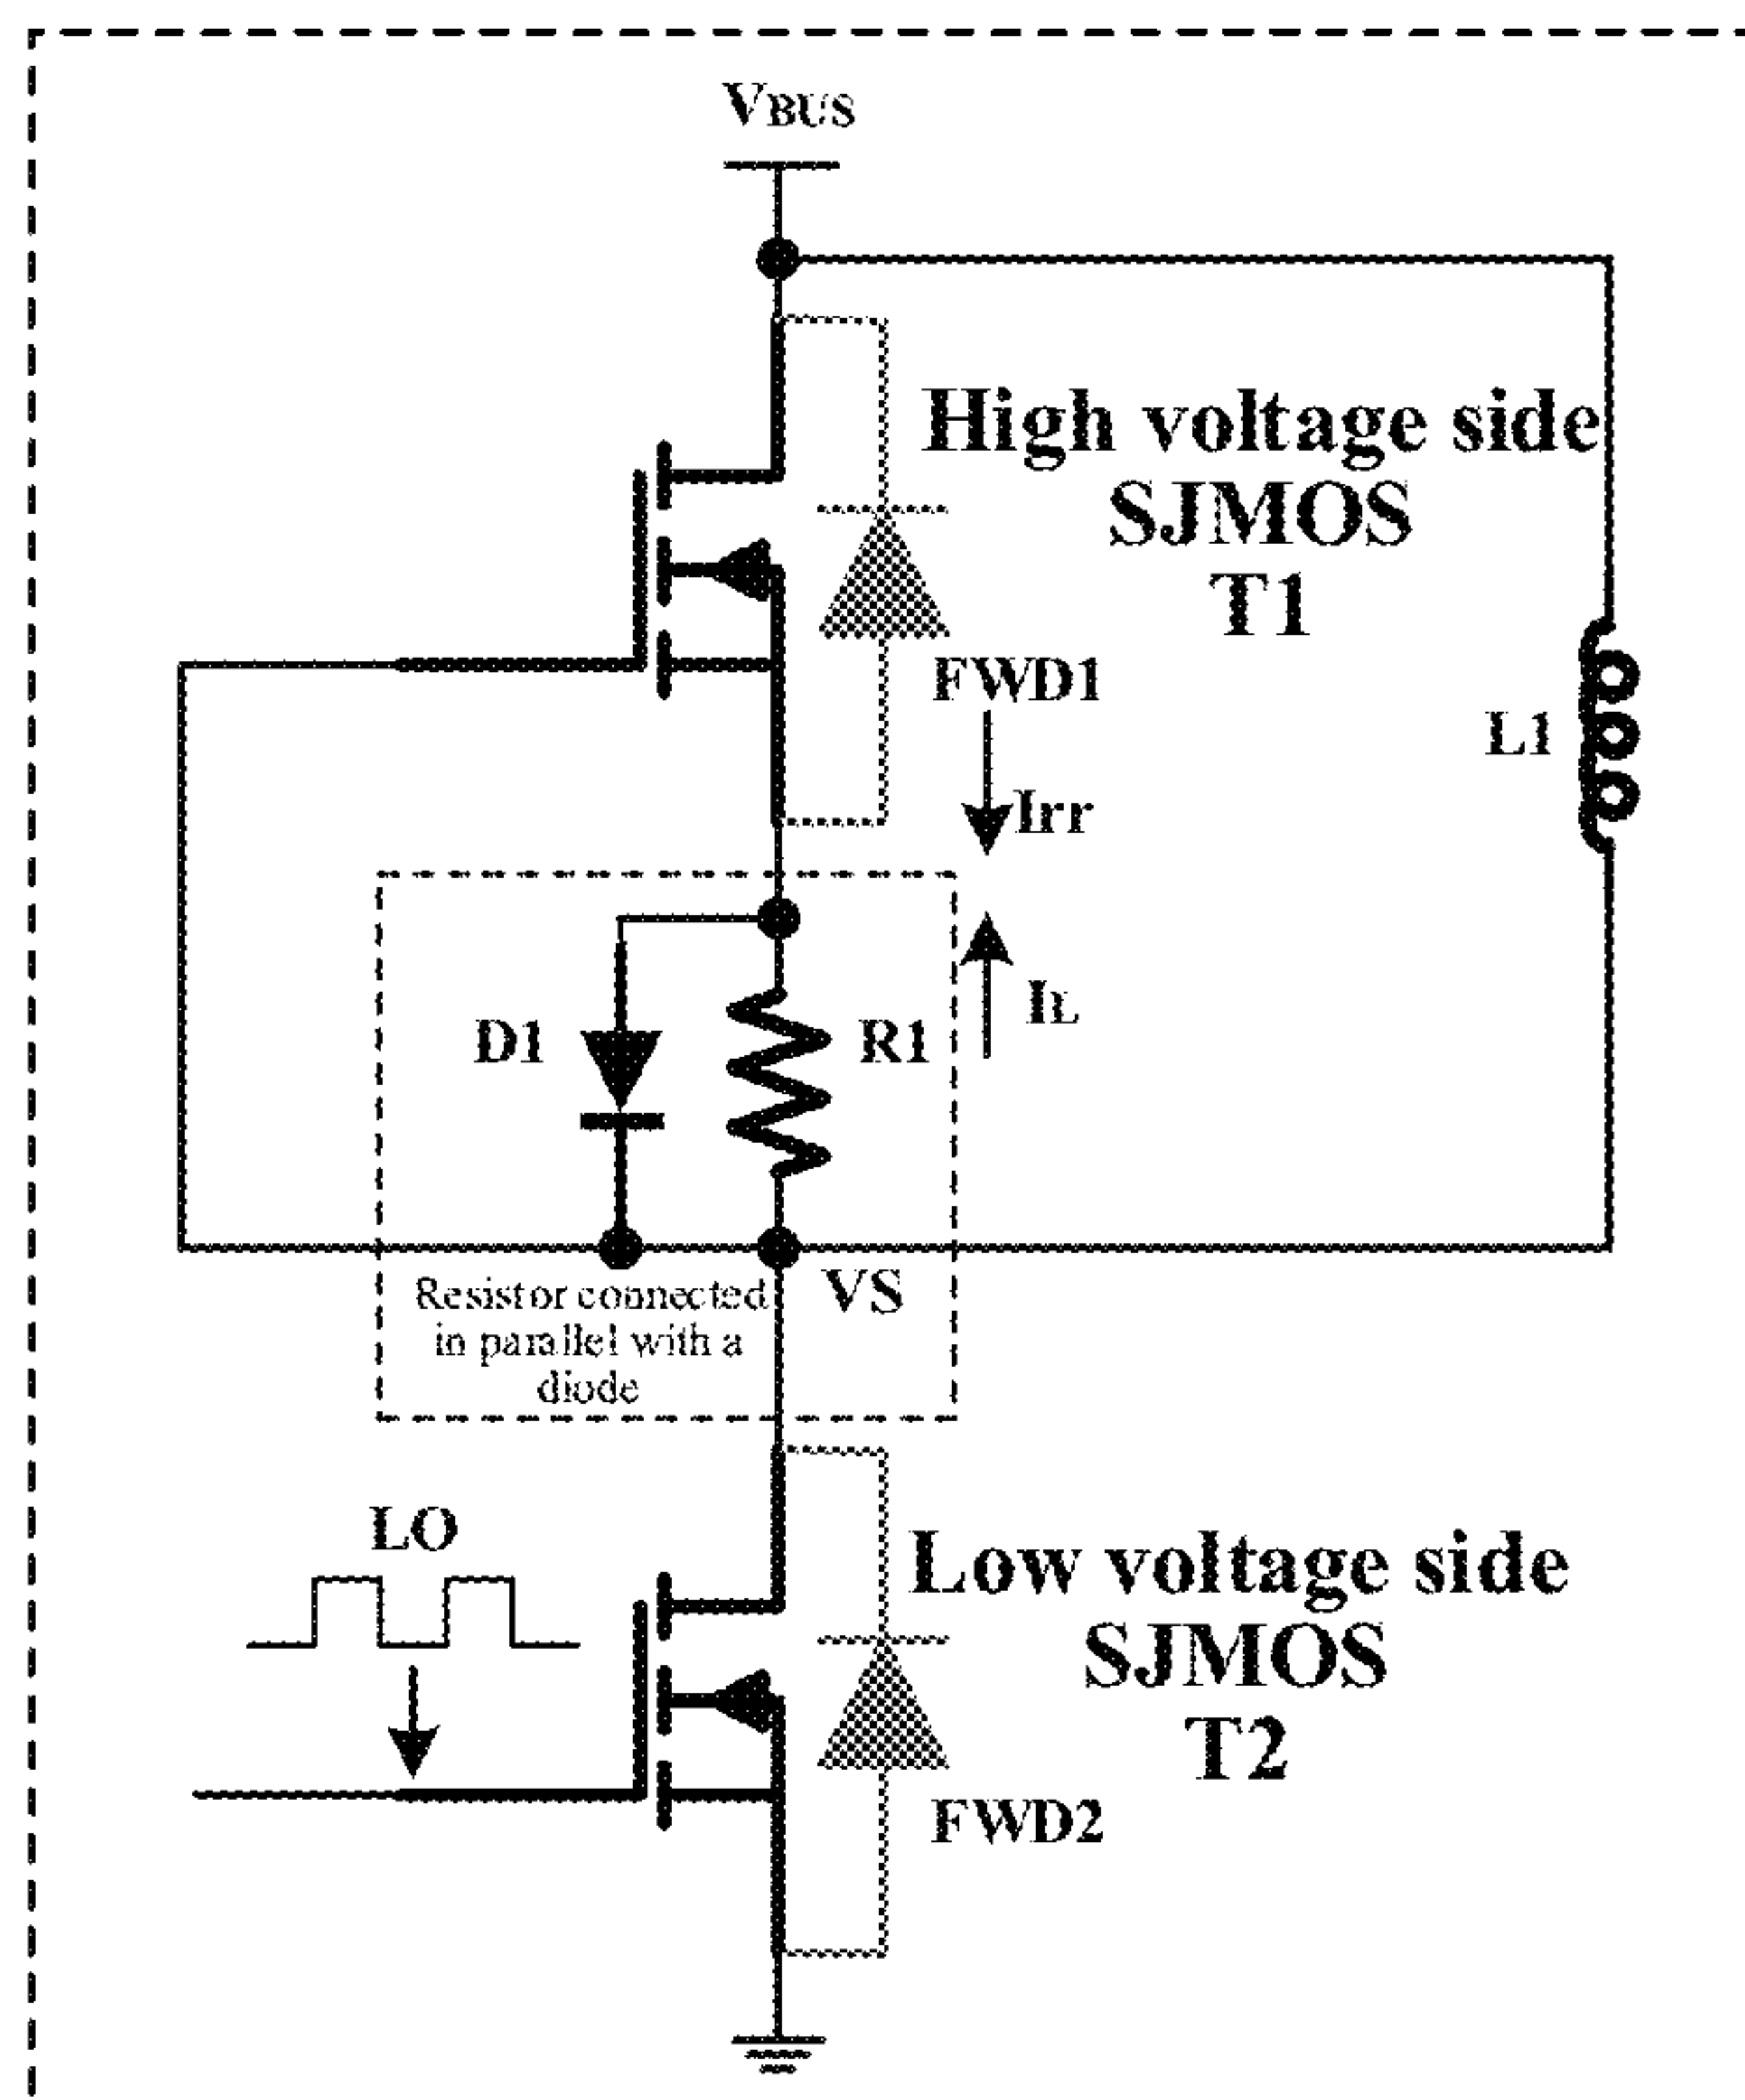 VBUS
High voltage side
SJMOS
T1
FWD1
L1
Irr
IL
D1
R1
VS
Resistor connected
in parallel with a
diode
LO
Low voltage side
SJMOS
T2
FWD2